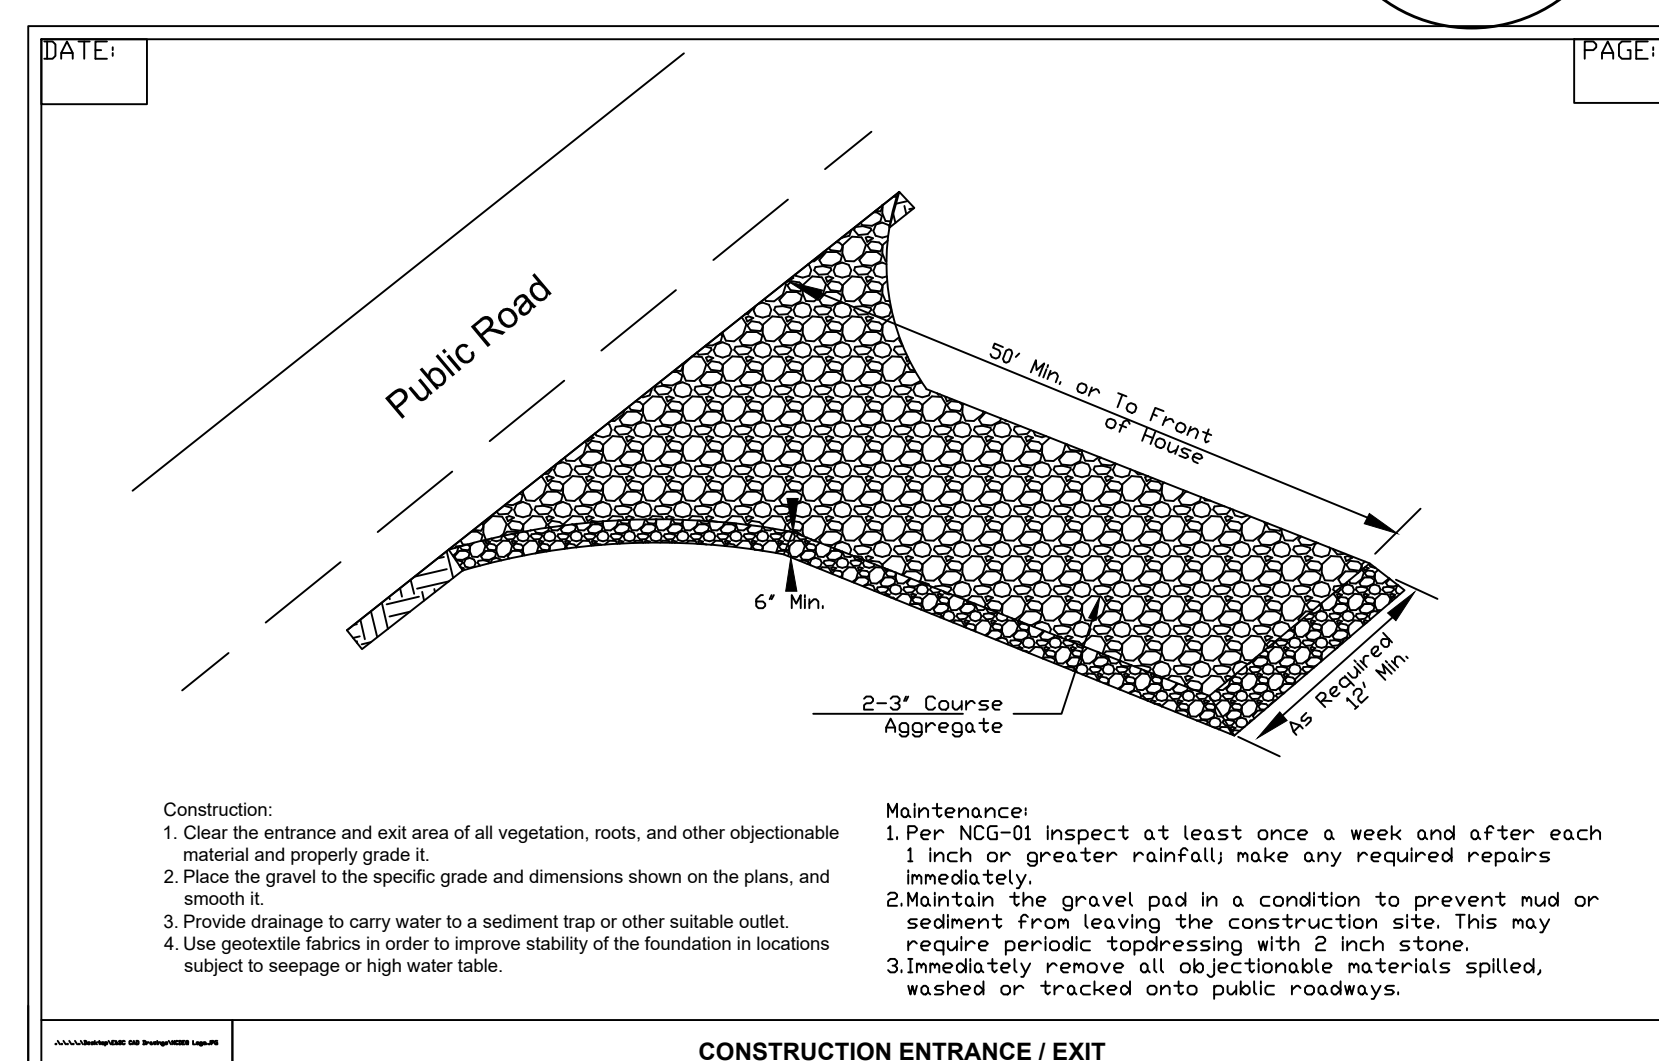 DATE:
PAGE:
Public Road
50' Min. or To Front
of House
6" Min.
2-3" Course
Aggregate
As Required
12' Min.
Construction:
1. Clear the entrance and exit area of all vegetation, roots, and other objectionable
material and properly grade it.
2. Place the gravel to the specific grade and dimensions shown on the plans, and
smooth it.
3. Provide drainage to carry water to a sediment trap or other suitable outlet.
4. Use geotextile fabrics in order to improve stability of the foundation in locations
subject to seepage or high water table.
Maintenance:
1. Per NCG-01 inspect at least once a week and after each
1 inch or greater rainfall; make any required repairs
immediately.
2.Maintain the gravel pad in a condition to prevent mud or
sediment from leaving the construction site. This may
require periodic topdressing with 2 inch stone.
3.Immediately remove all objectionable materials spilled,
washed or tracked onto public roadways.
CONSTRUCTION ENTRANCE / EXIT